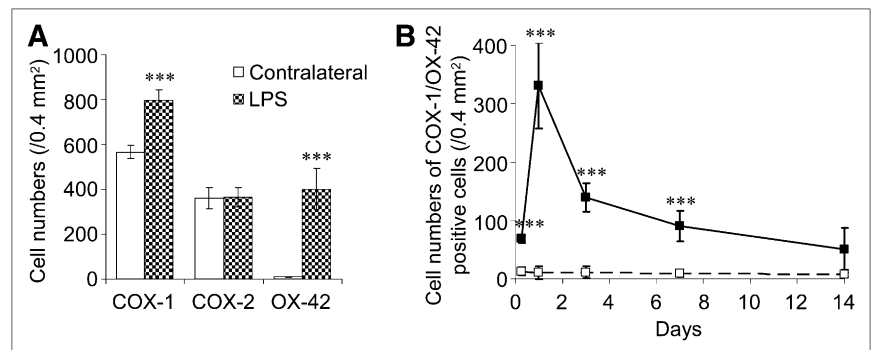 A
Cell numbers (/0.4 mm²)
1000
800
600
400
200
0
***
***
Contralateral
LPS
COX-1
COX-2
OX-42
B
Cell numbers of COX-1/OX-42
positive cells (/0.4 mm²)
400
300
200
100
0
***
***
***
***
0 2 4 6 8 10 12 14
Days